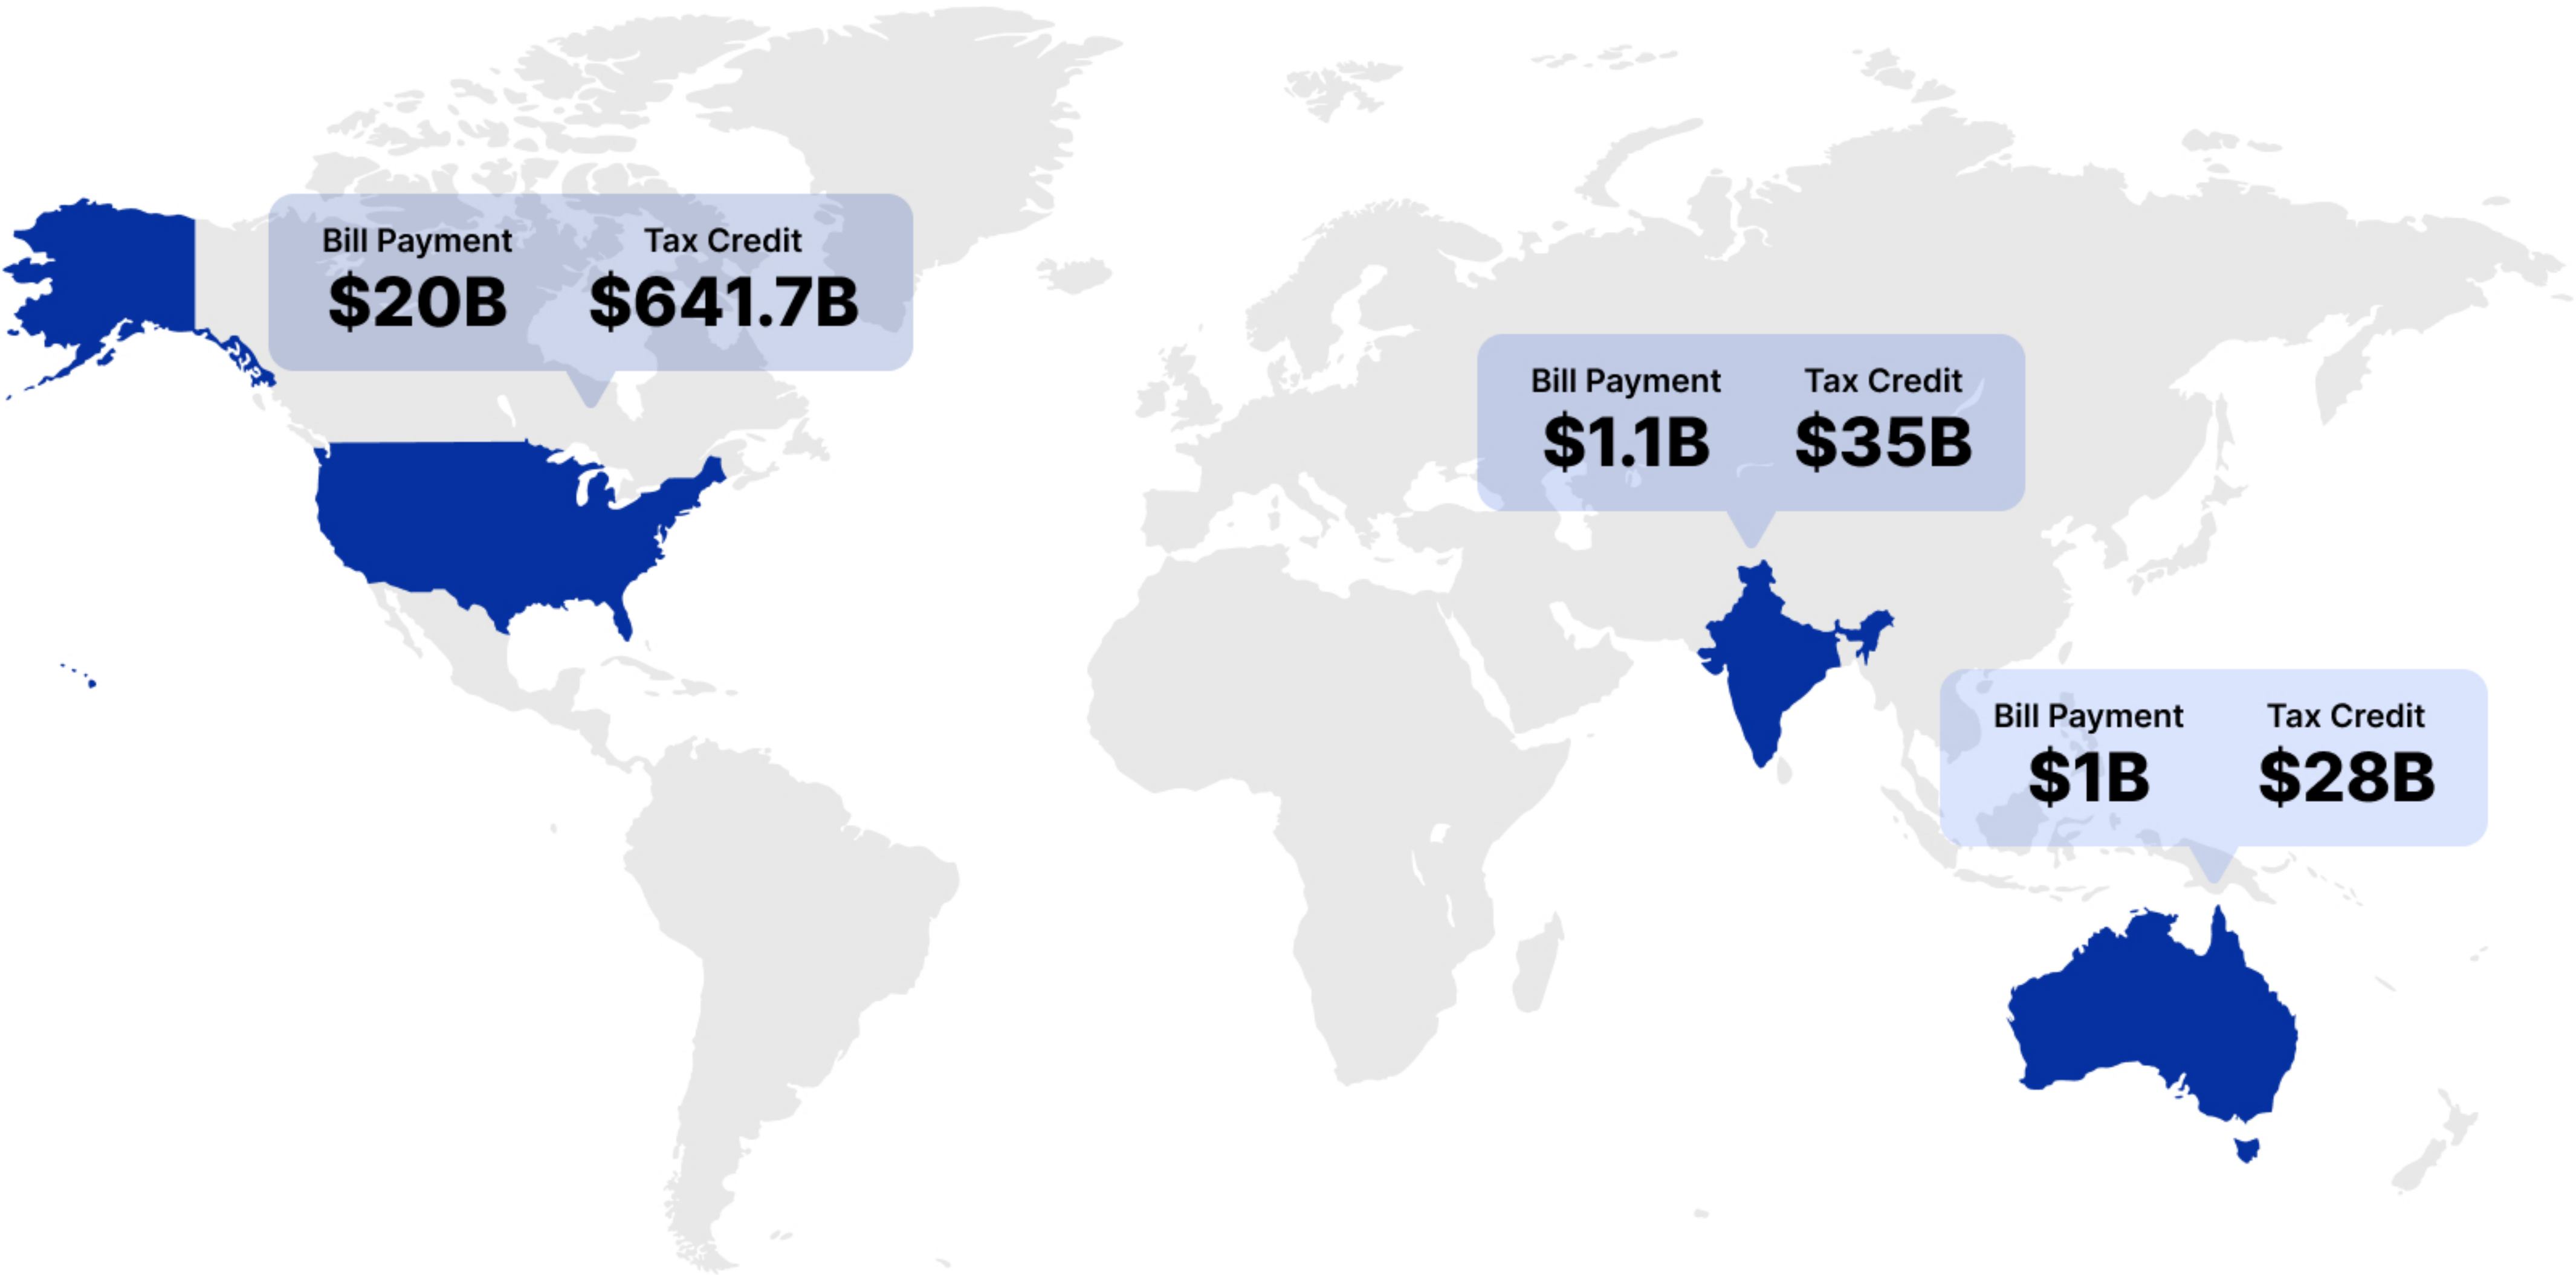 Bill Payment Tax Credit
$20B $641.7B
Bill Payment Tax Credit
$1.1B $35B
Bill Payment Tax Credit
$1B $28B